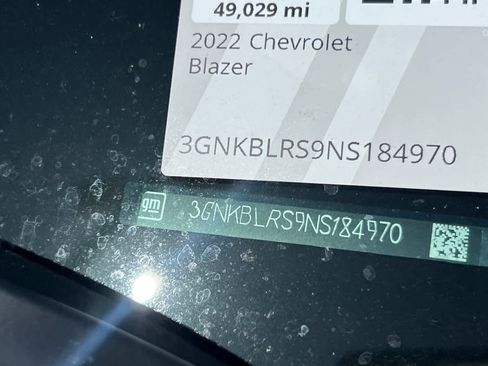 49,029 mi
2022 Chevrolet
Blazer
3GNKBLRS9NS184970
gm
3GNKBLRS9NS184970